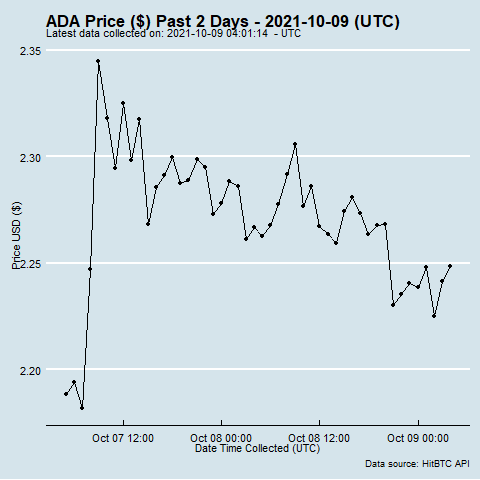 ADA Price ($) Past 2 Days - 2021-10-09 (UTC)
Latest data collected on: 2021-10-09 04:01:14  - UTC
2.35
2.30
2.25
2.20
Price USD ($)
Oct 07 12:00
Oct 08 00:00
Oct 08 12:00
Oct 09 00:00
Date Time Collected (UTC)
Data source: HitBTC API